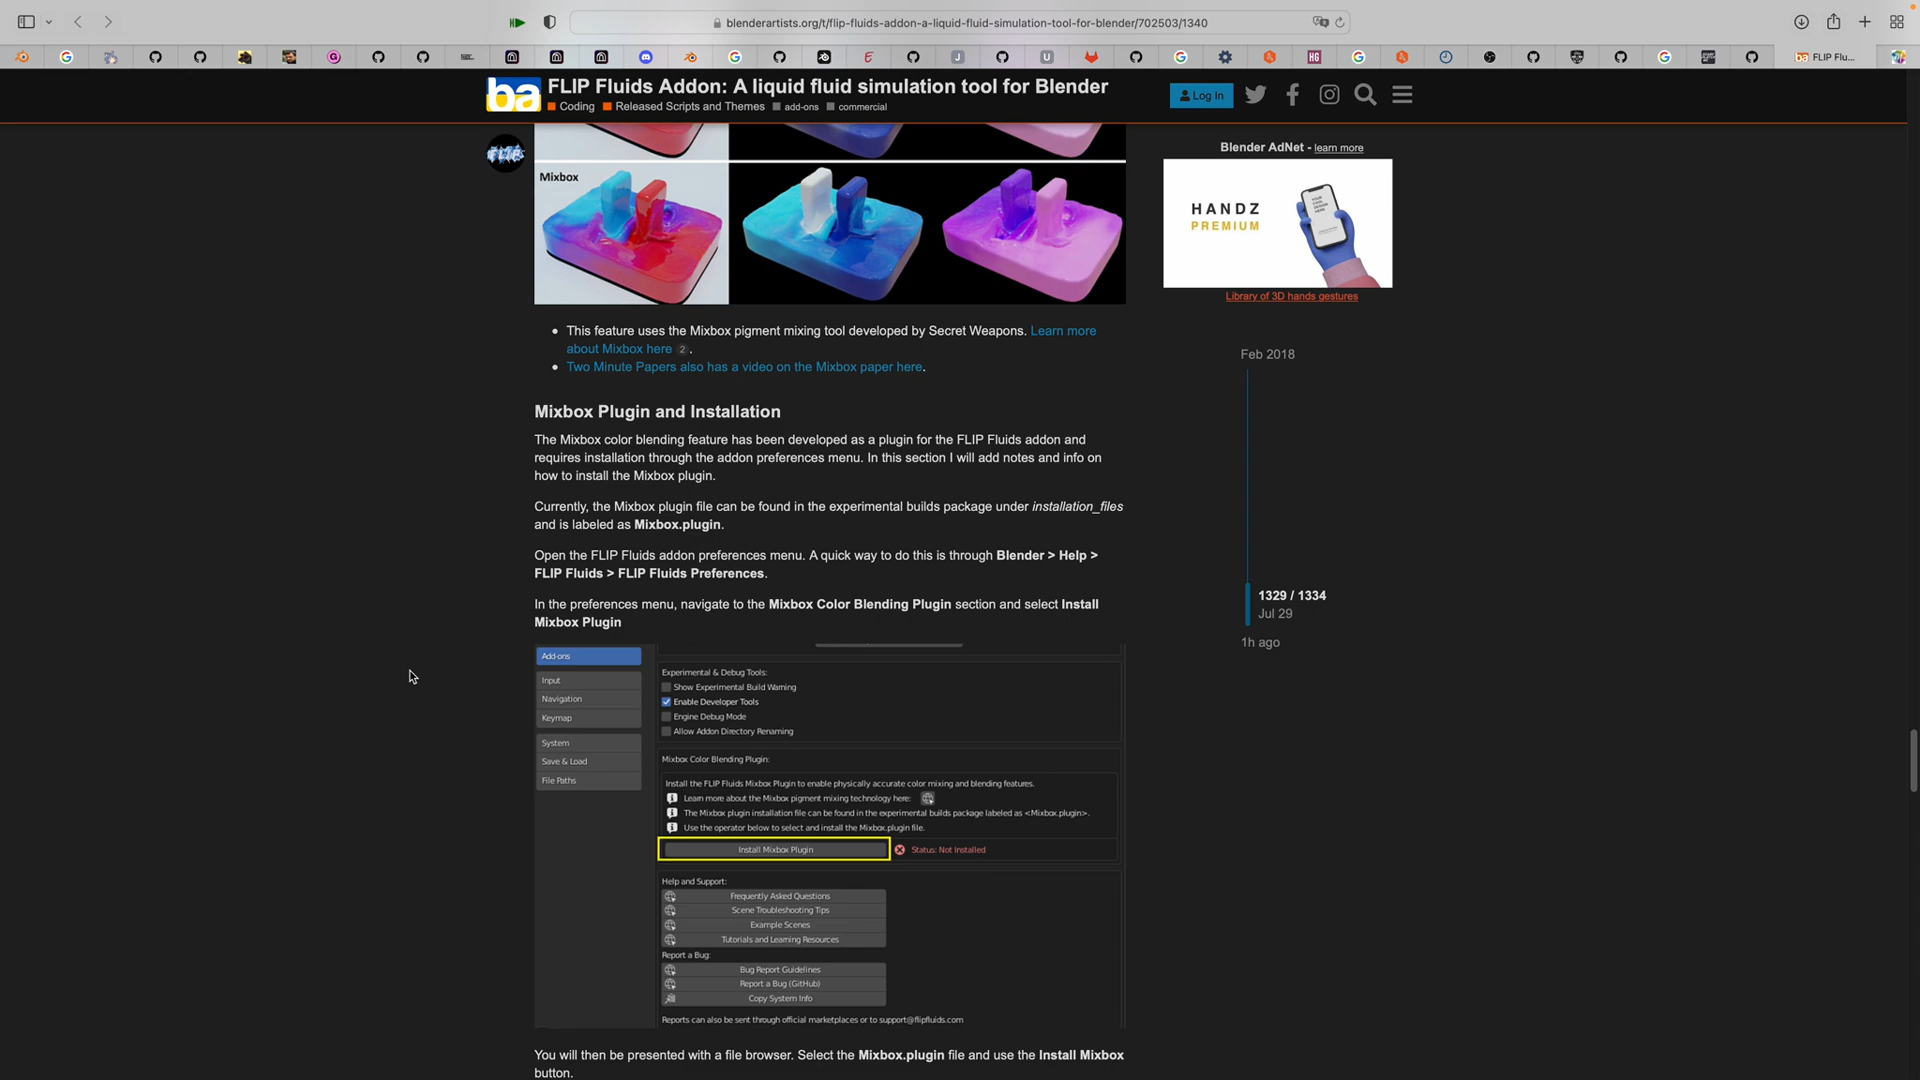 blenderartists.org/t/flip-fluids-addon-a-liquid-fluid-simulation-tool-for-blender/702503/1340
FLIP Flu...
ba
FLIP Fluids Addon: A liquid fluid simulation tool for Blender
Coding Released Scripts and Themes add-ons commercial
Log In
FLIP
Mixbox
Blender AdNet - learn more
HANDZ
PREMIUM
YOUR
DESIGN
HERE
Library of 3D hands gestures
This feature uses the Mixbox pigment mixing tool developed by Secret Weapons. Learn more
about Mixbox here 2 .
Two Minute Papers also has a video on the Mixbox paper here.
Feb 2018
1329 / 1334
Jul 29
1h ago
Mixbox Plugin and Installation
The Mixbox color blending feature has been developed as a plugin for the FLIP Fluids addon and
requires installation through the addon preferences menu. In this section I will add notes and info on
how to install the Mixbox plugin.
Currently, the Mixbox plugin file can be found in the experimental builds package under installation_files
and is labeled as Mixbox.plugin.
Open the FLIP Fluids addon preferences menu. A quick way to do this is through Blender > Help >
FLIP Fluids > FLIP Fluids Preferences.
In the preferences menu, navigate to the Mixbox Color Blending Plugin section and select Install
Mixbox Plugin
Add-ons
Input
Navigation
Keymap
System
Save & Load
File Paths
Experimental & Debug Tools:
Show Experimental Build Warning
Enable Developer Tools
Engine Debug Mode
Allow Addon Directory Renaming
Mixbox Color Blending Plugin:
Install the FLIP Fluids Mixbox Plugin to enable physically accurate color mixing and blending features.
Learn more about the Mixbox pigment mixing technology here:
The Mixbox plugin installation file can be found in the experimental builds package labeled as <Mixbox.plugin>.
Use the operator below to select and install the Mixbox.plugin file.
Install Mixbox Plugin
Status: Not Installed
Help and Support:
Frequently Asked Questions
Scene Troubleshooting Tips
Example Scenes
Tutorials and Learning Resources
Report a Bug:
Bug Report Guidelines
Report a Bug (GitHub)
Copy System Info
Reports can also be sent through official marketplaces or to support@flipfluids.com
You will then be presented with a file browser. Select the Mixbox.plugin file and use the Install Mixbox
button.